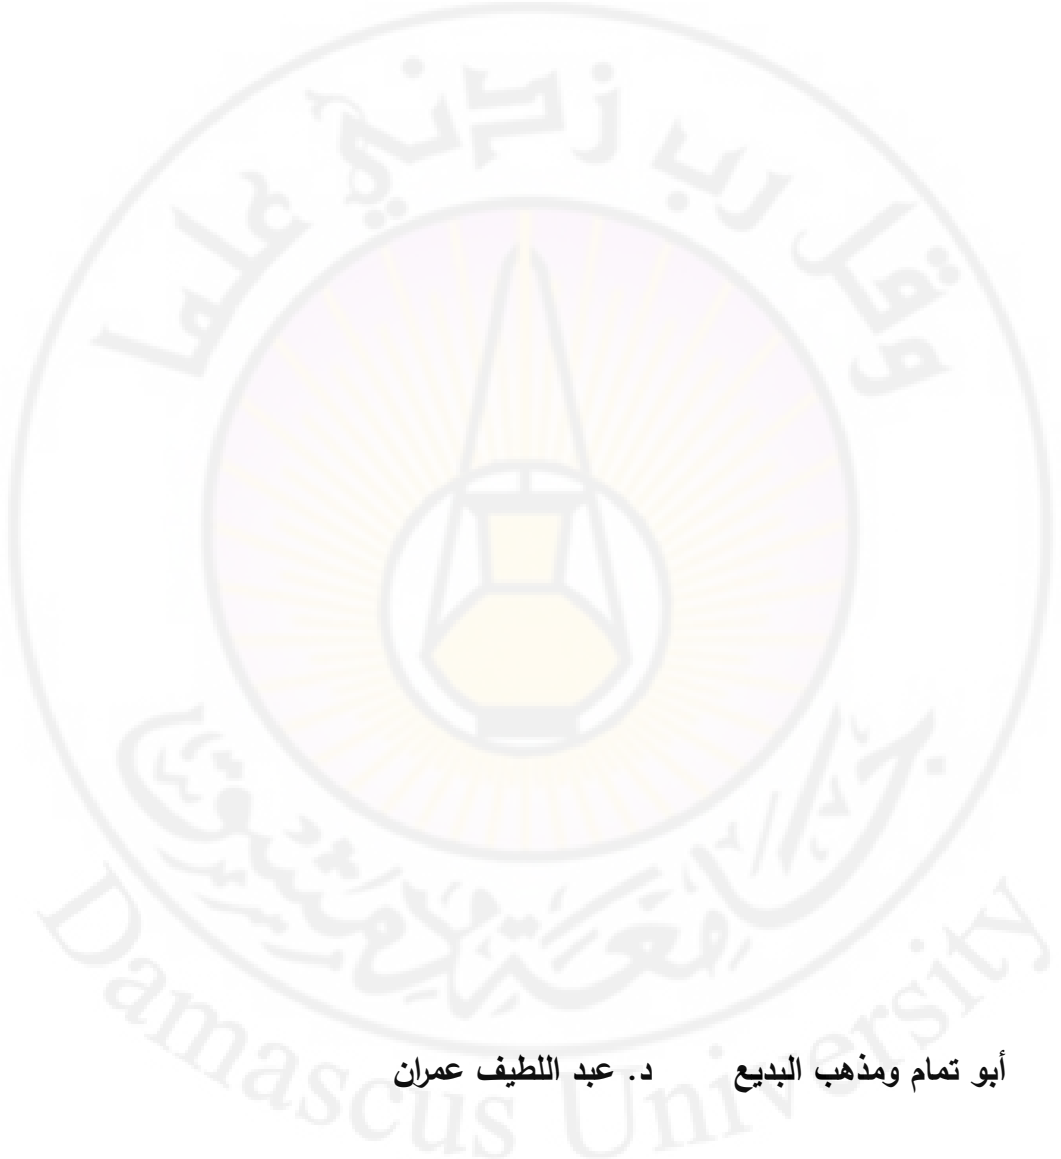 وقل رب زدني علما
جامعة دمشق
Damascus University
أبو تمام ومذهب البديع د. عبد اللطيف عمران